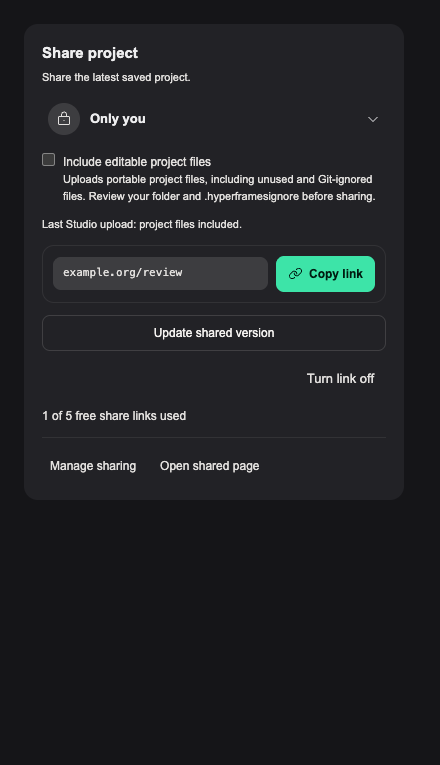 Share project
Share the latest saved project.
Only you
Include editable project files
Uploads portable project files, including unused and Git-ignored
files. Review your folder and .hyperframesignore before sharing.
Last Studio upload: project files included.
example.org/review
Copy link
Update shared version
Turn link off
1 of 5 free share links used
Manage sharing
Open shared page